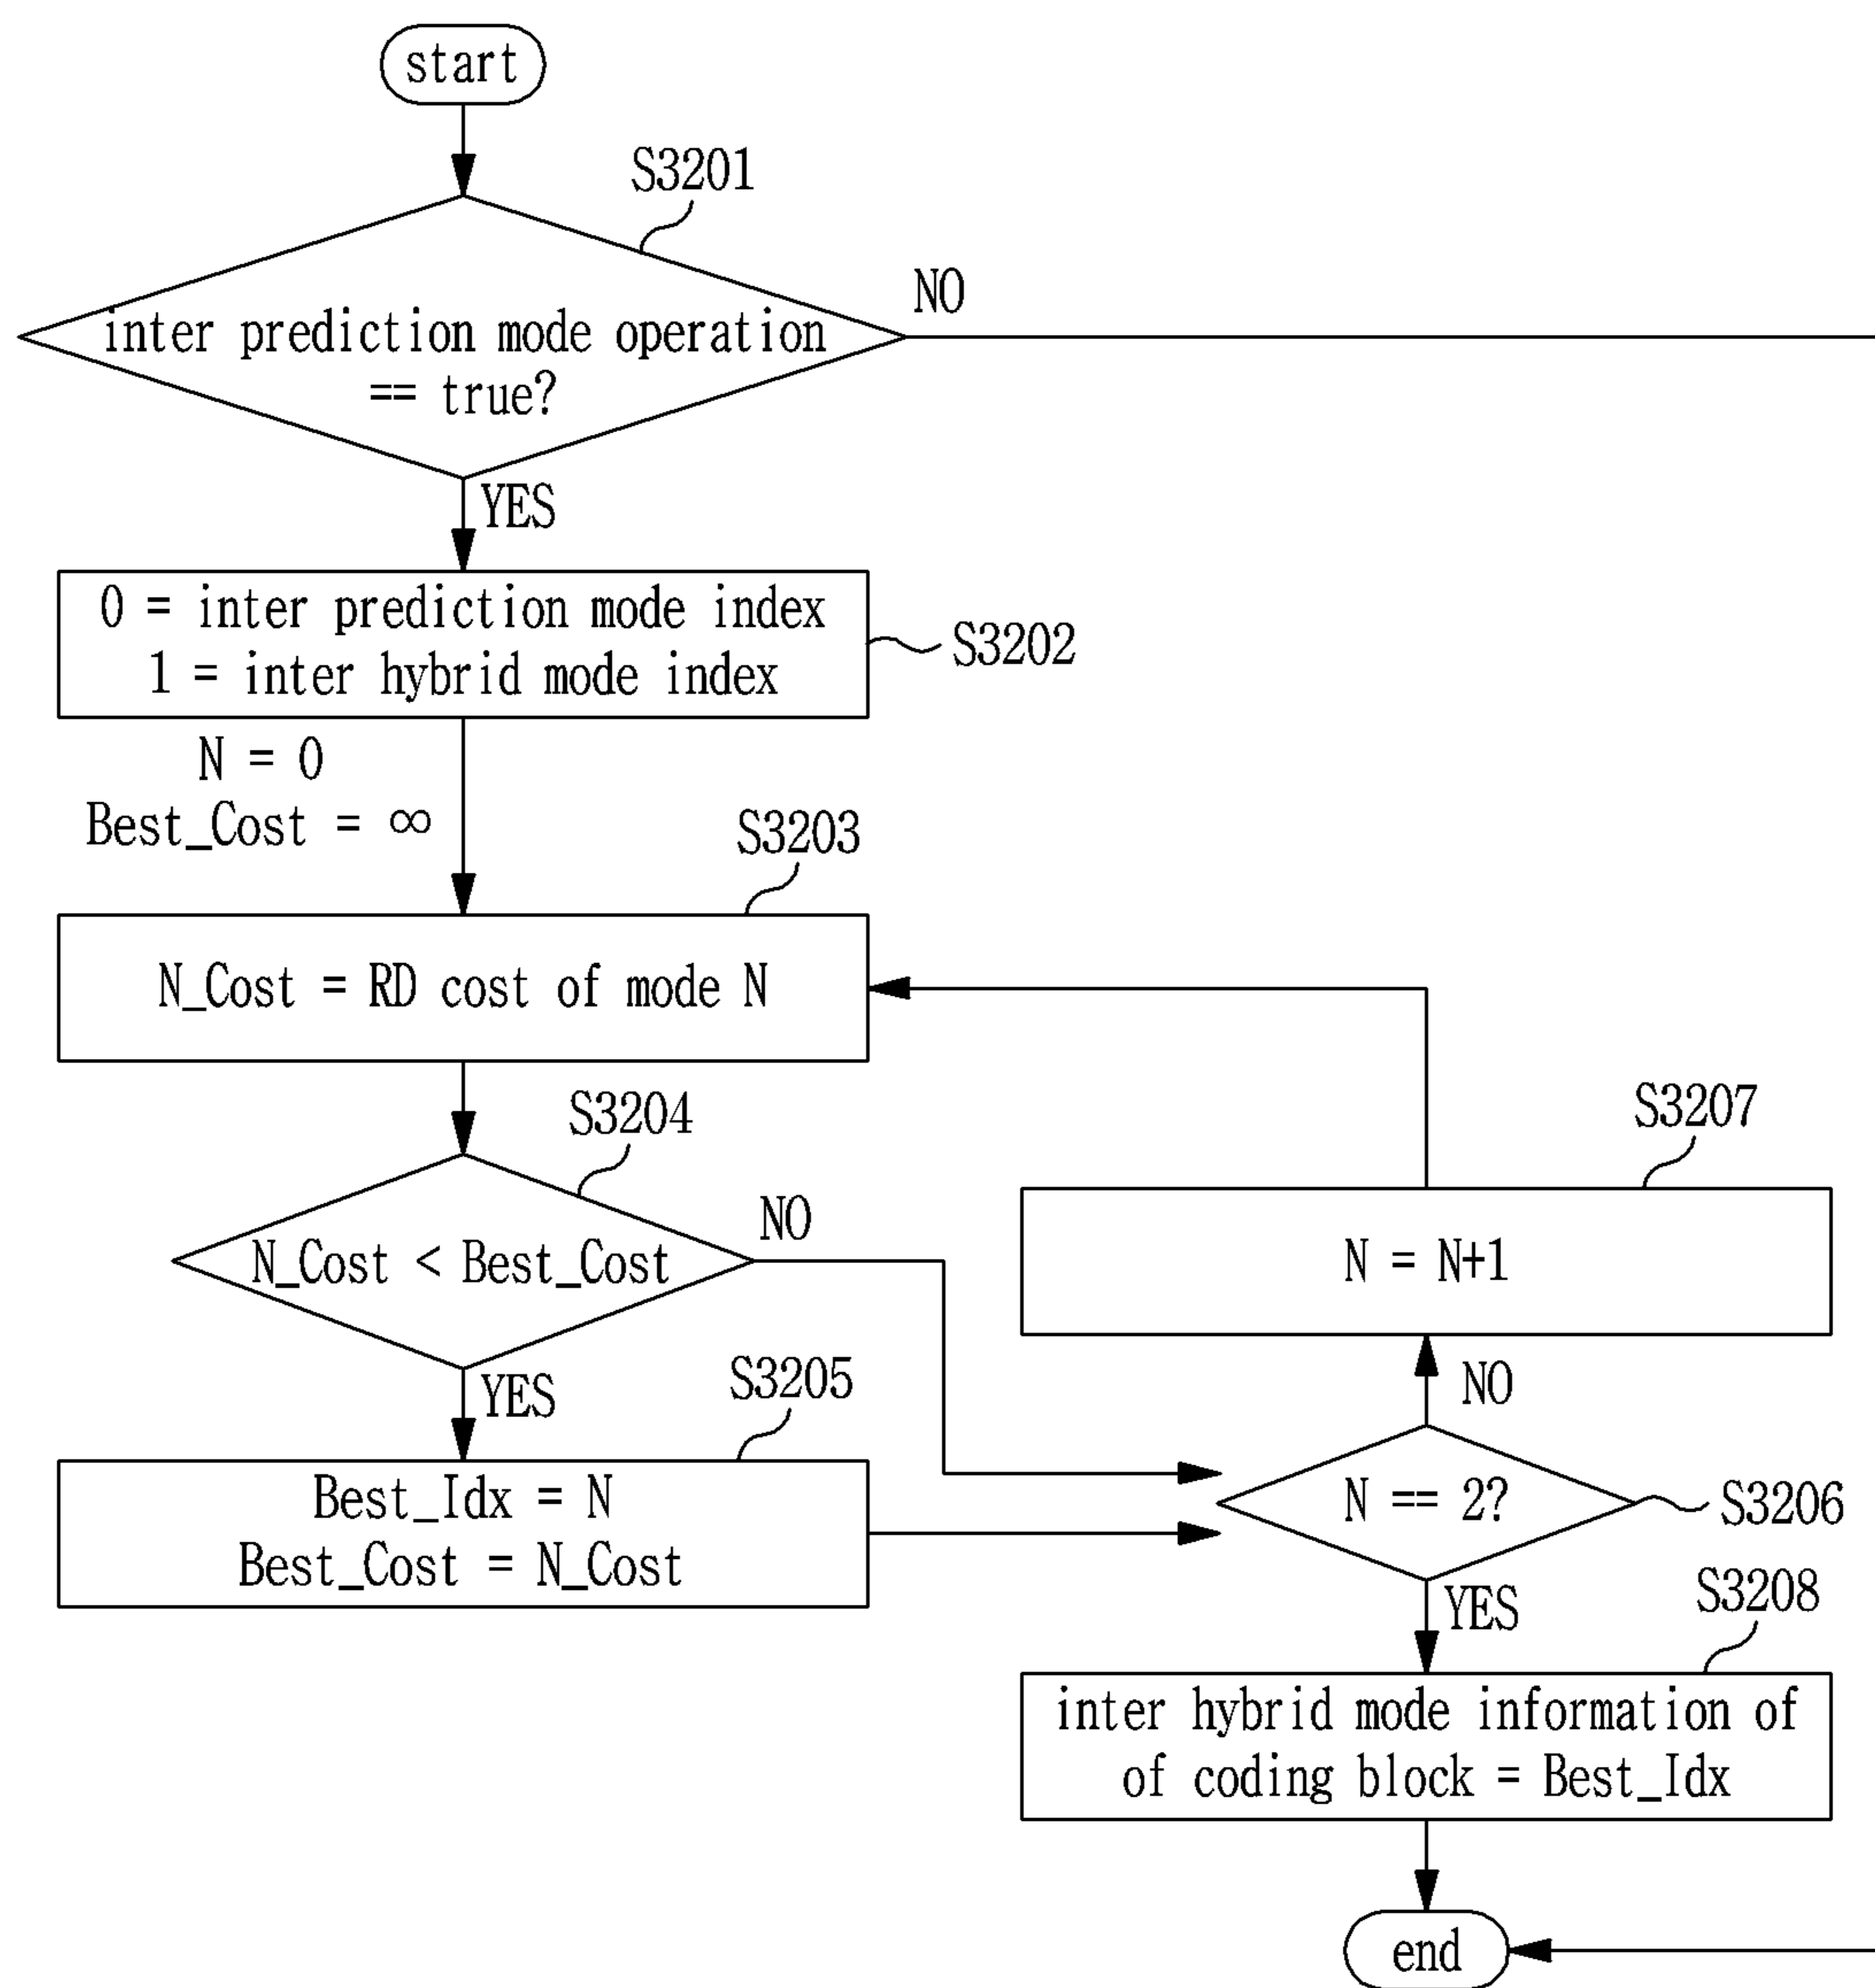 start
S3201
inter prediction mode operation
== true?
NO
YES
0 = inter prediction mode index
1 = inter hybrid mode index
S3202
N = 0
Best_Cost = ∞
S3203
N_Cost = RD cost of mode N
S3204
N_Cost < Best_Cost
NO
YES
S3205
Best_Idx = N
Best_Cost = N_Cost
S3207
N = N+1
NO
N == 2?
S3206
YES
S3208
inter hybrid mode information of
of coding block = Best_Idx
end